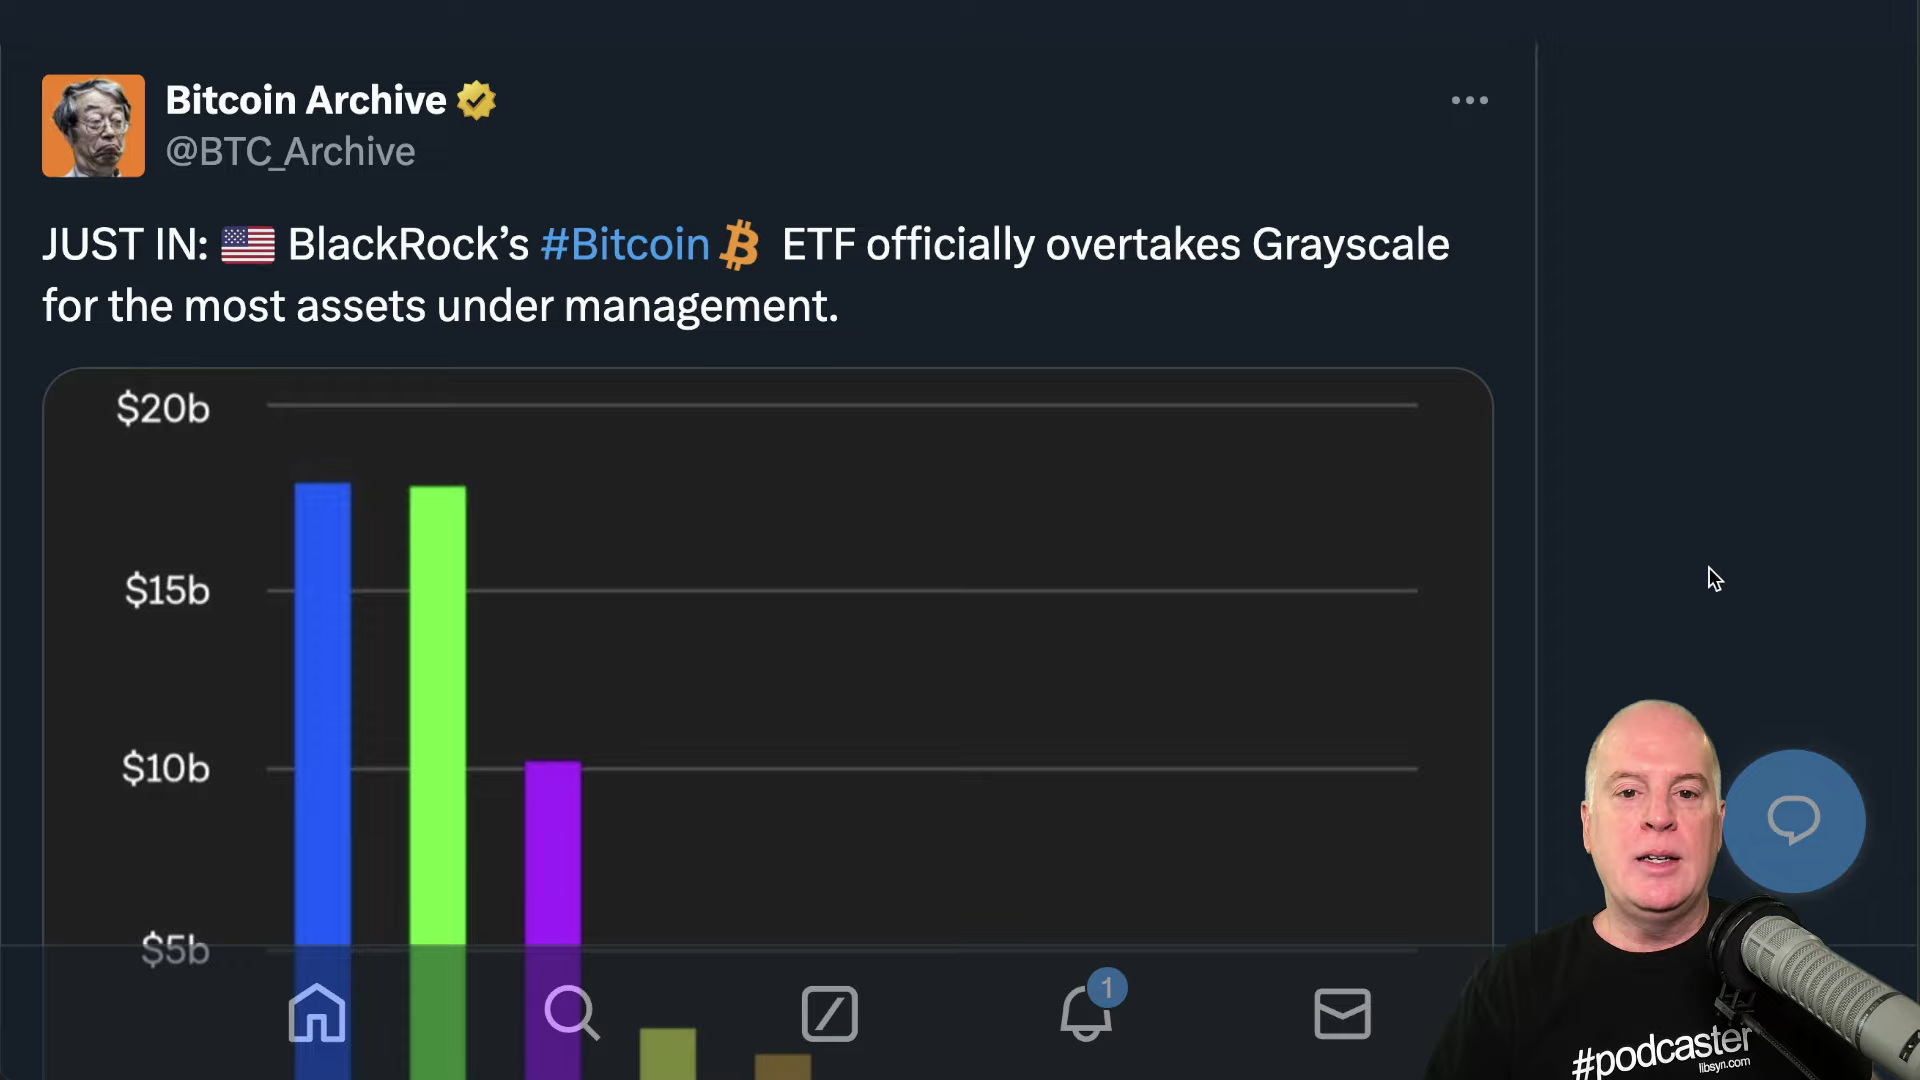 Bitcoin Archive
@BTC_Archive
JUST IN: 🇺🇸 BlackRock’s #Bitcoin ₿ ETF officially overtakes Grayscale
for the most assets under management.
$20b
$15b
$10b
$5b
1
#podcaster
libsyn.com